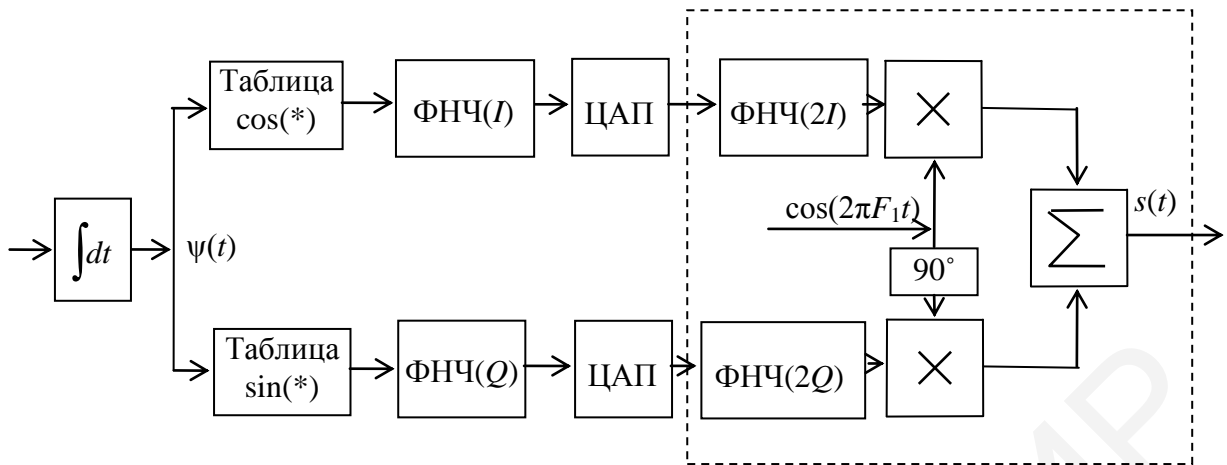 Таблица
cos(*)
ФНЧ(I)
ЦАП
ФНЧ(2I)
×
∫dt
ψ(t)
cos(2πF₁t)
90°
∑
s(t)
Таблица
sin(*)
ФНЧ(Q)
ЦАП
ФНЧ(2Q)
×